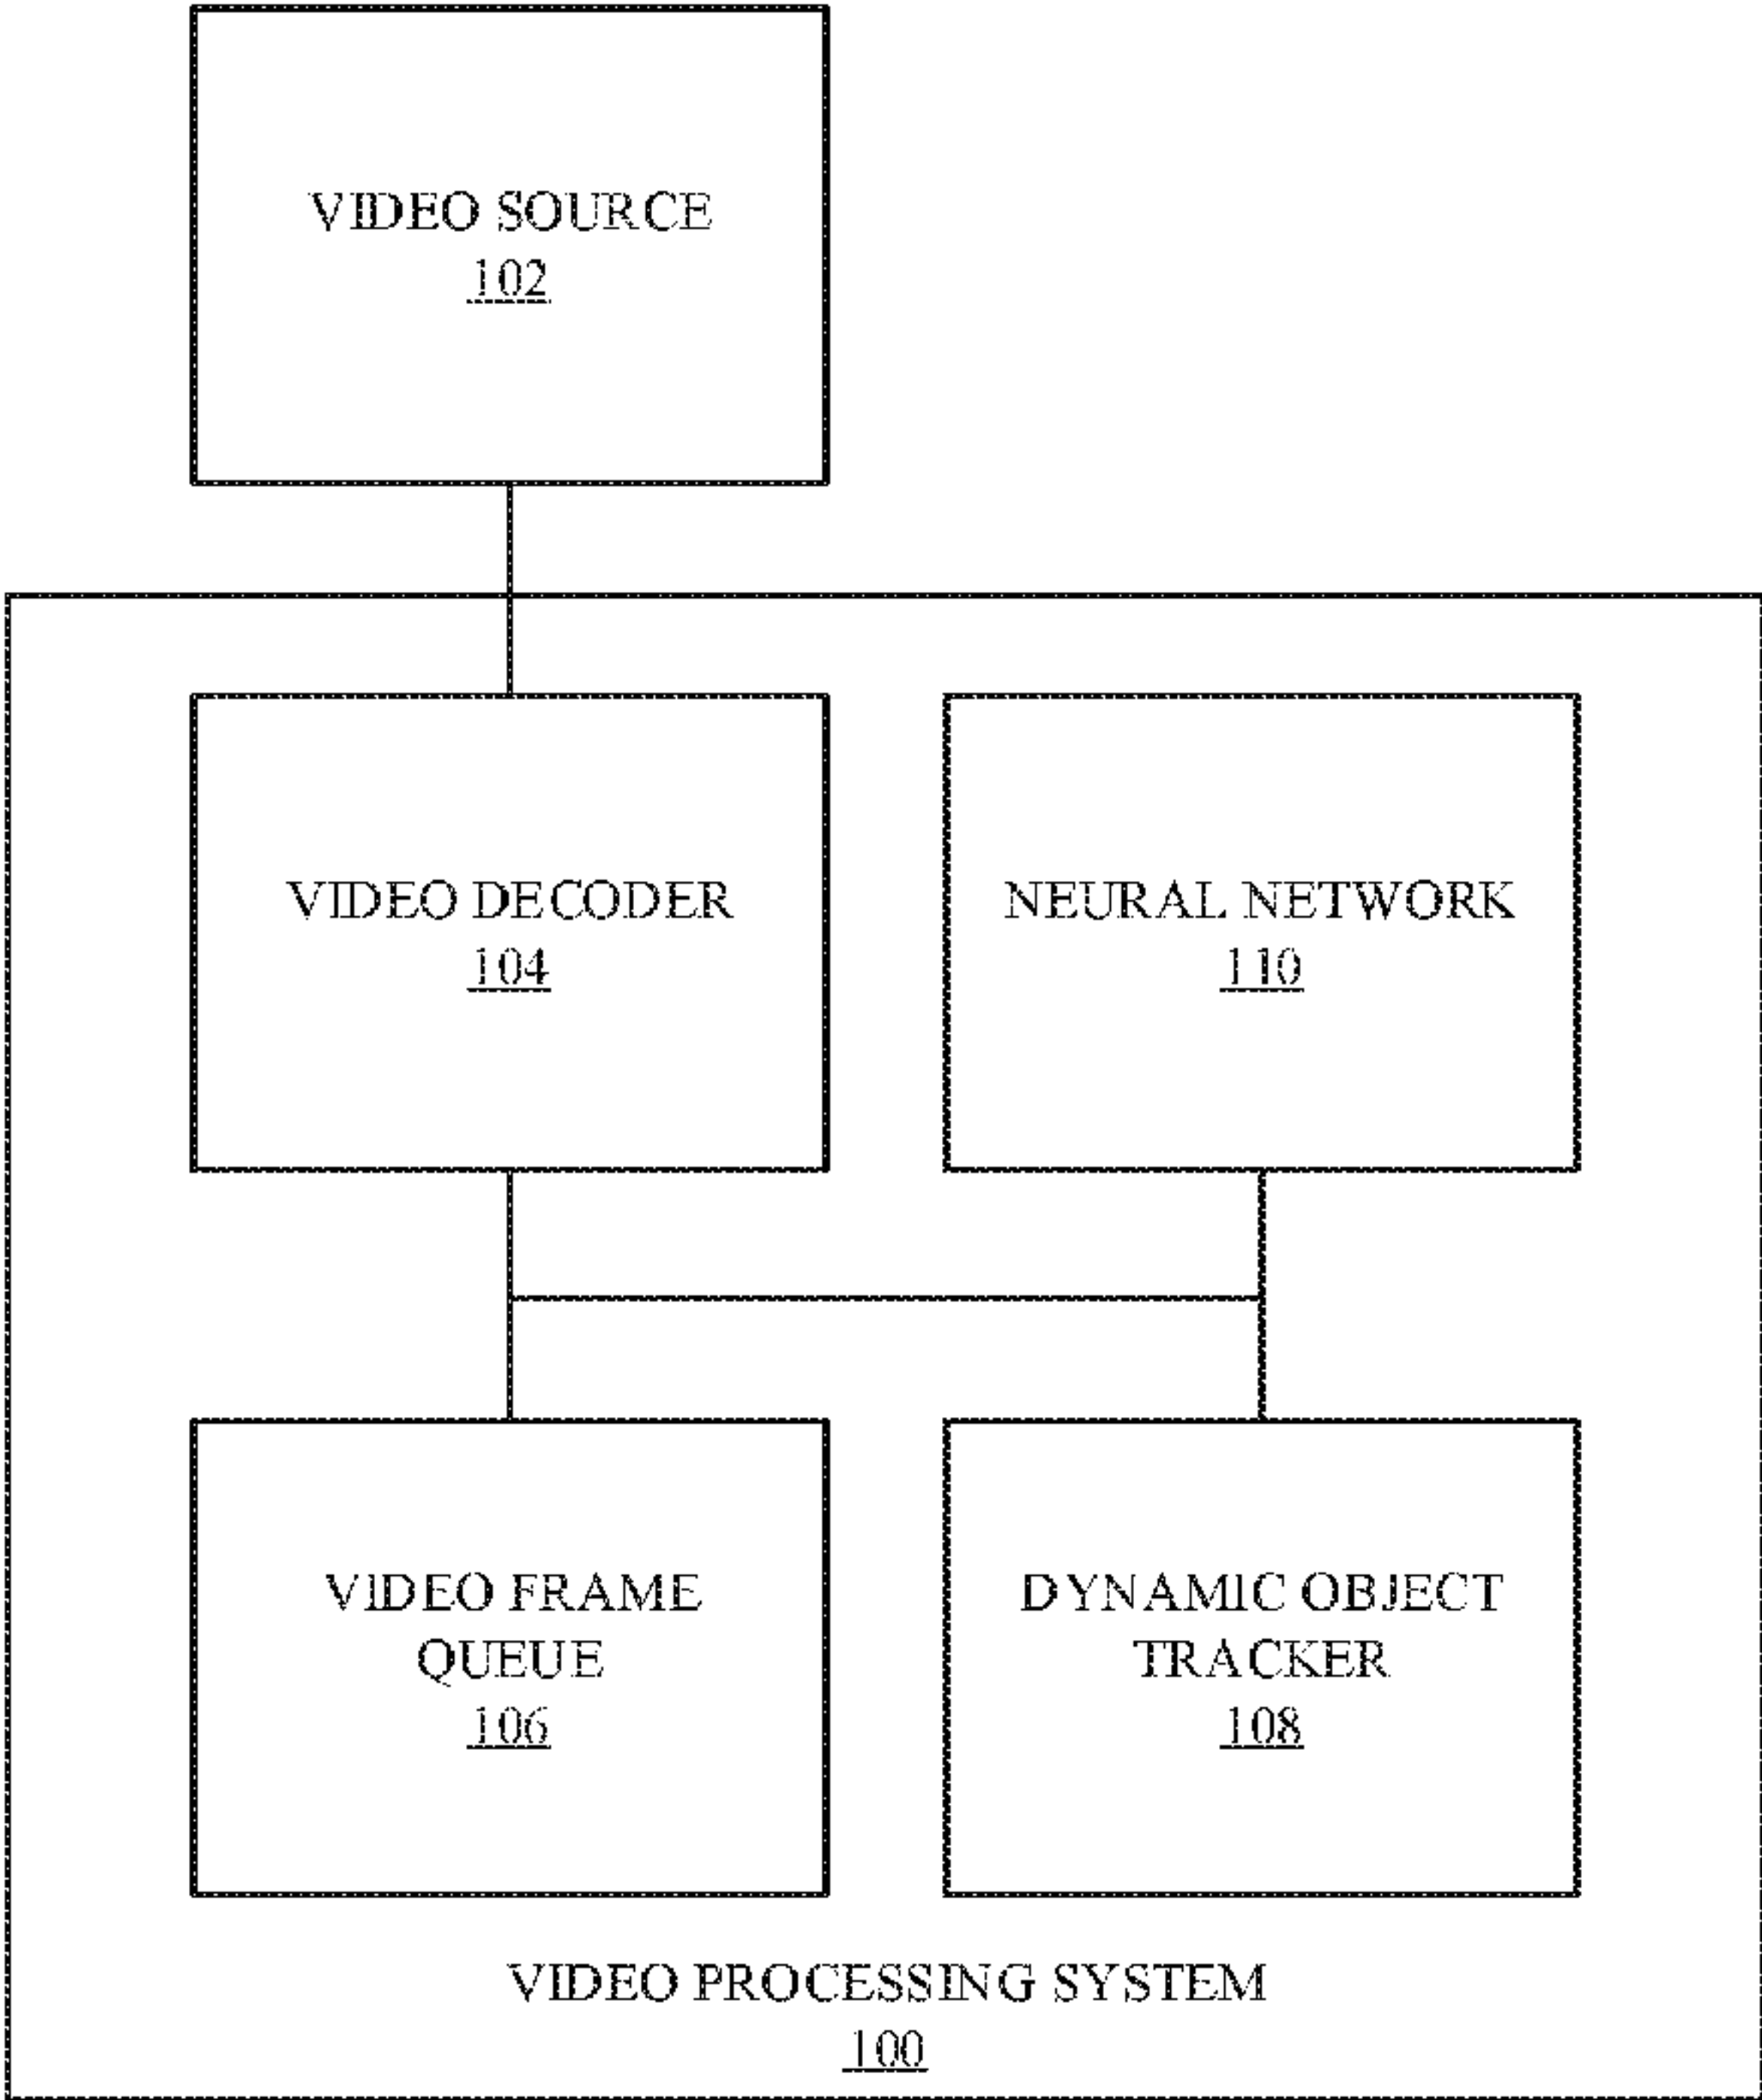 VIDEO SOURCE
102
VIDEO DECODER
104
NEURAL NETWORK
110
VIDEO FRAME
QUEUE
106
DYNAMIC OBJECT
TRACKER
108
VIDEO PROCESSING SYSTEM
100